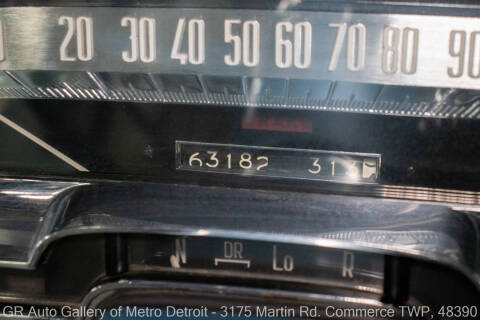 20 30 40 50 60 70 80 90
63182 313
N DR Lo R
GR Auto Gallery of Metro Detroit - 3175 Martin Rd. Commerce TWP, 48390